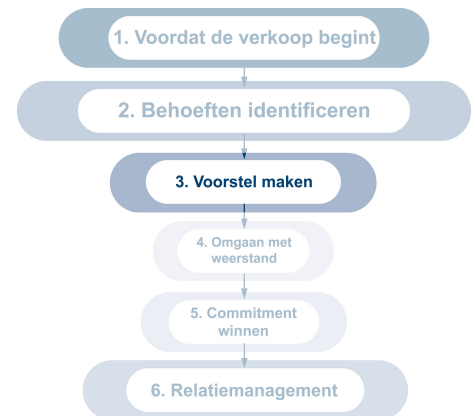 1. Voordat de verkoop begint
2. Behoeften identificeren
3. Voorstel maken
4. Omgaan met
weerstand
5. Commitment
winnen
6. Relatiemanagement